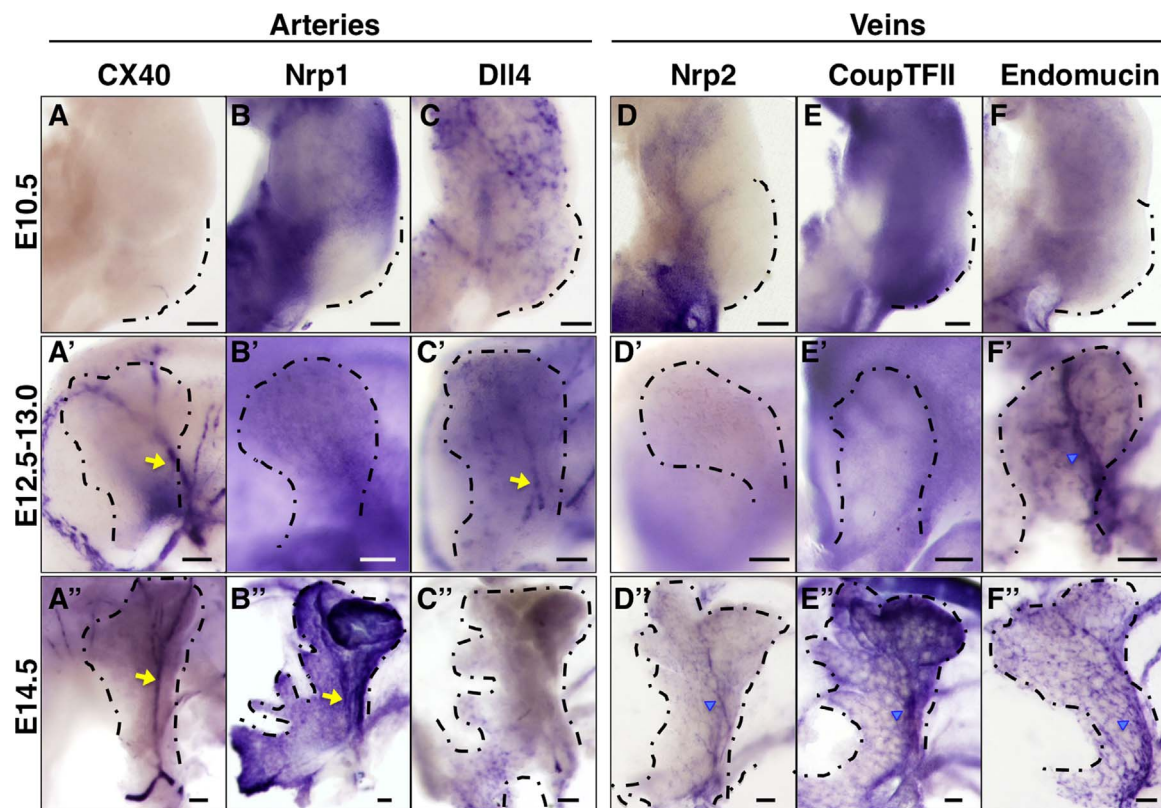 Arteries Veins
CX40 Nrp1 Dll4 Nrp2 CoupTFII Endomucin
E10.5 A B C D E F
E12.5-13.0 A' B' C' D' E' F'
E14.5 A" B" C" D" E" F"